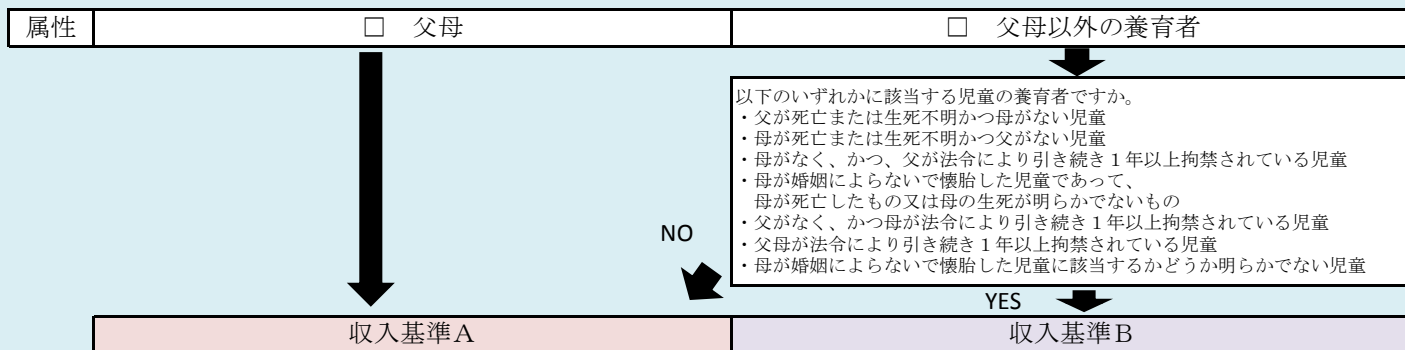 属性
□ 父母
□ 父母以外の養育者
以下のいずれかに該当する児童の養育者ですか。
・父が死亡または生死不明かつ母がない児童
・母が死亡または生死不明かつ父がない児童
・母がなく、かつ、父が法令により引き続き１年以上拘禁されている児童
・母が婚姻によらないで懐胎した児童であって、
母が死亡したもの又は母の生死が明らかでないもの
・父がなく、かつ母が法令により引き続き１年以上拘禁されている児童
・父母が法令により引き続き１年以上拘禁されている児童
・母が婚姻によらないで懐胎した児童に該当するかどうか明らかでない児童
NO
YES
収入基準Ａ
収入基準Ｂ